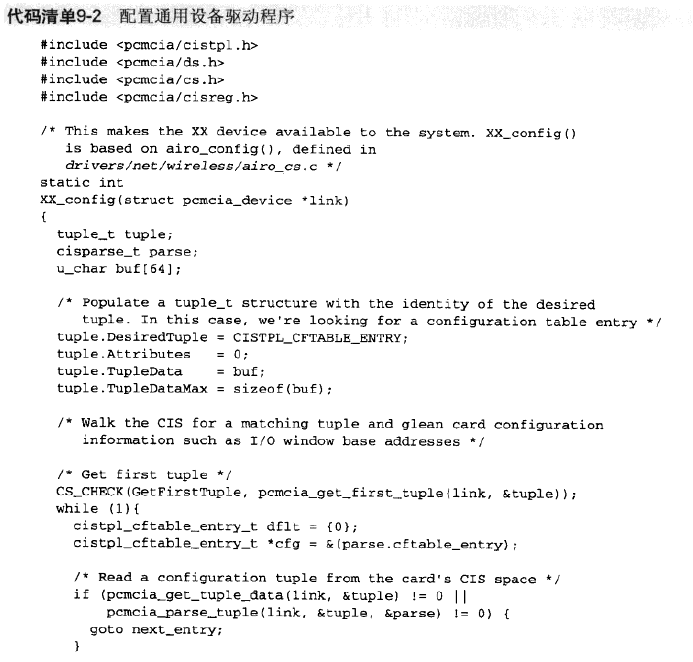 代码清单9-2 配置通用设备驱动程序
#include <pcmcia/cistpl.h>
#include <pcmcia/ds.h>
#include <pcmcia/cs.h>
#include <pcmcia/cisreg.h>
/* This makes the XX device available to the system. XX_config()
is based on airo_config(), defined in
drivers/net/wireless/airo_cs.c */
static int
XX_config(struct pcmcia_device *link)
{
tuple_t tuple;
cisparse_t parse;
u_char buf[64];
/* Populate a tuple_t structure with the identity of the desired
tuple. In this case, we're looking for a configuration table entry */
tuple.DesiredTuple = CISTPL_CFTABLE_ENTRY;
tuple.Attributes = 0;
tuple.TupleData = buf;
tuple.TupleDataMax = sizeof(buf);
/* Walk the CIS for a matching tuple and glean card configuration
information such as I/O window base addresses */
/* Get first tuple */
CS_CHECK(GetFirstTuple, pcmcia_get_first_tuple(link, &tuple));
while (1){
cistpl_cftable_entry_t dflt = {0};
cistpl_cftable_entry_t *cfg = &(parse.cftable_entry);
/* Read a configuration tuple from the card's CIS space */
if (pcmcia_get_tuple_data(link, &tuple) != 0 ||
pcmcia_parse_tuple(link, &tuple, &parse) != 0) {
goto next_entry;
}